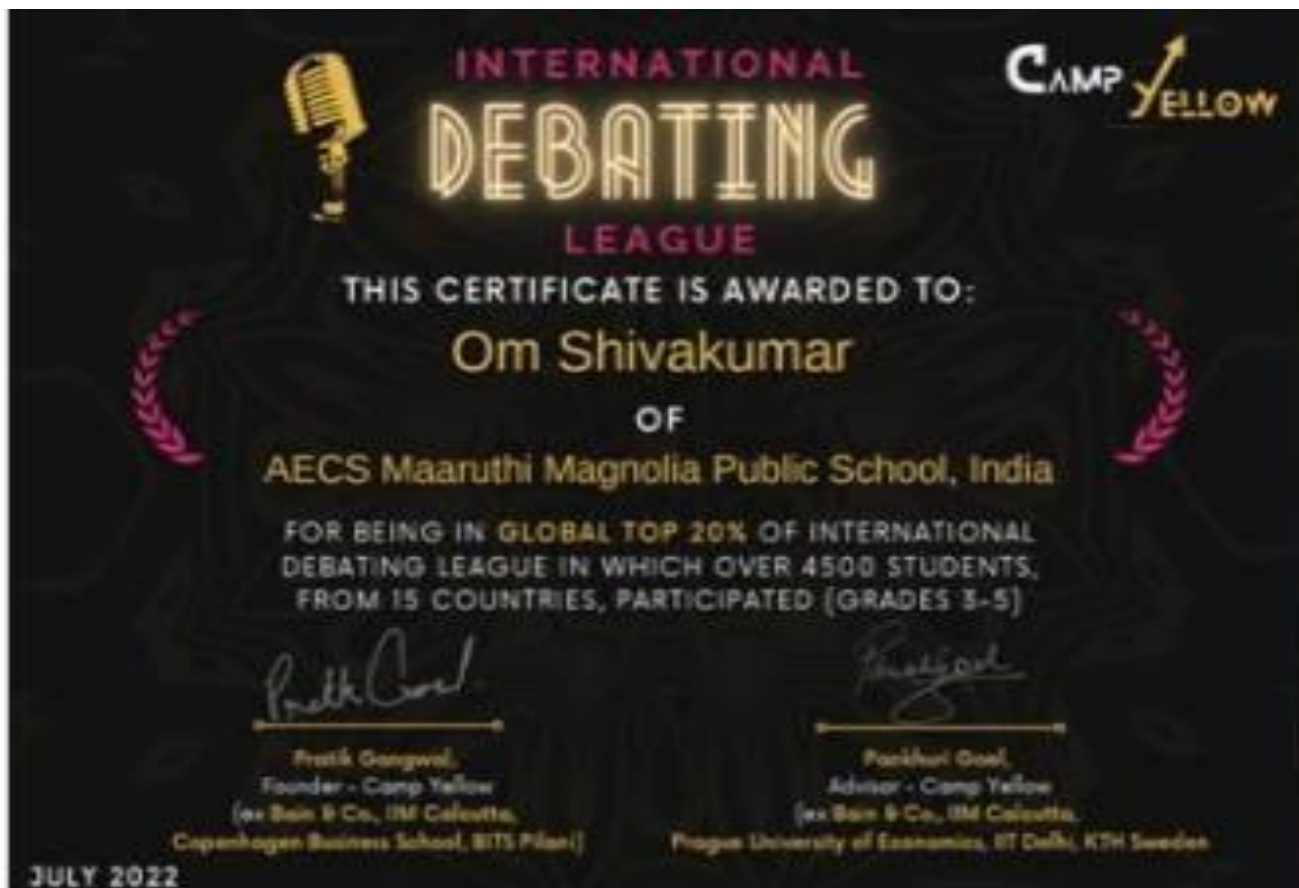 INTERNATIONAL
CAMP YELLOW
DEBATING
LEAGUE
THIS CERTIFICATE IS AWARDED TO:
Om Shivakumar
OF
AECS Maaruthi Magnolia Public School, India
FOR BEING IN GLOBAL TOP 20% OF INTERNATIONAL
DEBATING LEAGUE IN WHICH OVER 4500 STUDENTS,
FROM 15 COUNTRIES, PARTICIPATED (GRADES 3-5)
Pratik Gangwal,
Founder - Camp Yellow
(ex Bain & Co., IIM Calcutta,
Copenhagen Business School, BITS Pilani)
Pankhuri Goel,
Advisor - Camp Yellow
(ex Bain & Co., IIM Calcutta,
Prague University of Economics, IIT Delhi, KTH Sweden
JULY 2022